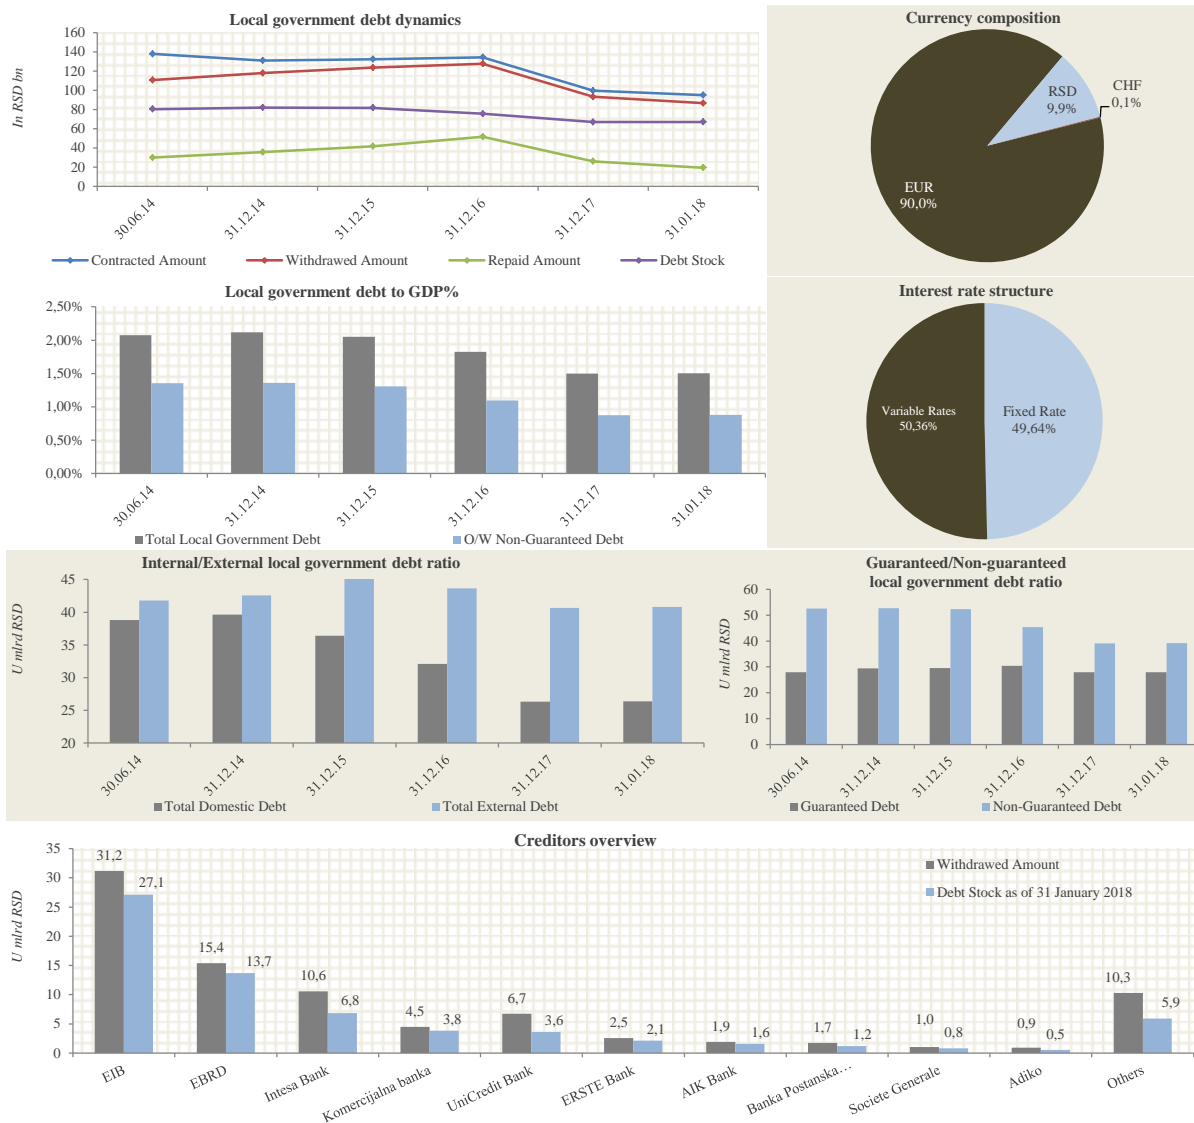 Local government debt dynamics
In RSD bn
160
140
120
100
80
60
40
20
0
30.06.14
31.12.14
31.12.15
31.12.16
31.12.17
31.01.18
Contracted Amount
Withdrawed Amount
Repaid Amount
Debt Stock
Currency composition
RSD
9,9%
CHF
0,1%
EUR
90,0%
Local government debt to GDP%
2,50%
2,00%
1,50%
1,00%
0,50%
0,00%
30.06.14
31.12.14
31.12.15
31.12.16
31.12.17
31.01.18
Total Local Government Debt
O/W Non-Guaranteed Debt
Interest rate structure
Variable Rates
50,36%
Fixed Rate
49,64%
Internal/External local government debt ratio
U mlrd RSD
45
40
35
30
25
20
30.06.14
31.12.14
31.12.15
31.12.16
31.12.17
31.01.18
Total Domestic Debt
Total External Debt
Guaranteed/Non-guaranteed
local government debt ratio
U mlrd RSD
60
50
40
30
20
10
0
30.06.14
31.12.14
31.12.15
31.12.16
31.12.17
31.01.18
Guaranteed Debt
Non-Guaranteed Debt
Creditors overview
U mlrd RSD
35
30
25
20
15
10
5
0
31,2
27,1
15,4
13,7
10,6
6,8
4,5
3,8
6,7
3,6
2,5
2,1
1,9
1,6
1,7
1,2
1,0
0,8
0,9
0,5
10,3
5,9
Withdrawed Amount
Debt Stock as of 31 January 2018
EIB
EBRD
Intesa Bank
Komercijalna banka
UniCredit Bank
ERSTE Bank
AIK Bank
Banka Postanska…
Societe Generale
Adiko
Others